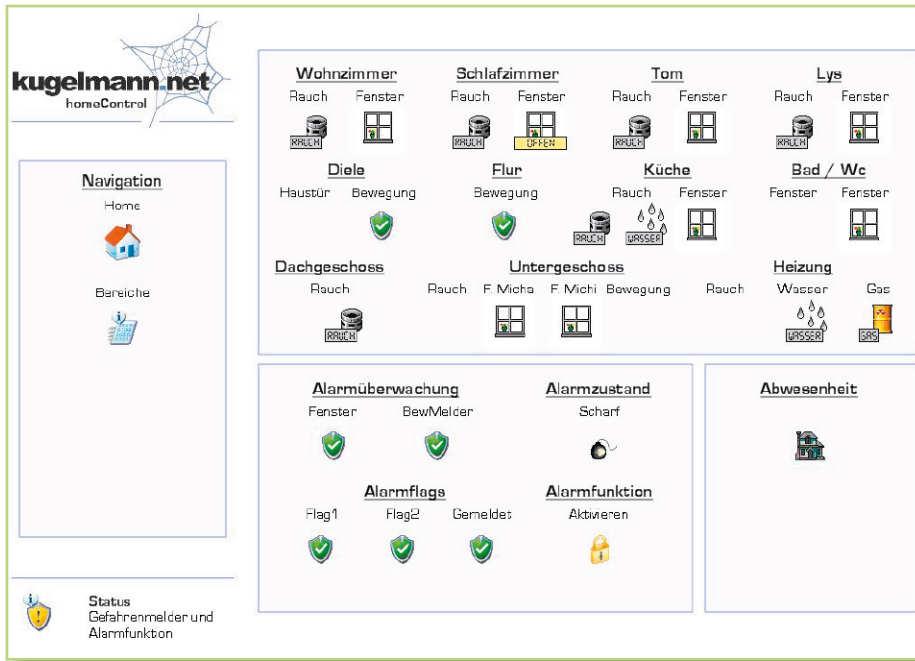 kugelmann.net
homeControl
Navigation
Home
Bereiche
Status
Gefahrenmelder und
Alarmfunktion
Wohnzimmer Schlafzimmer Tom Lys
Rauch Fenster Rauch Fenster Rauch Fenster Rauch Fenster
RAUCH RAUCH OFFEN RAUCH RAUCH
Diele Flur Küche Bad / Wc
Haustür Bewegung Bewegung Rauch Fenster Fenster Fenster
RAUCH WASSER
Dachgeschoss Untergeschoss Heizung
Rauch Rauch F. Micha F. Michi Bewegung Rauch Wasser Gas
RAUCH WASSER GAS
Alarmüberwachung Alarmzustand
Fenster BewMelder Scharf
Alarmflags Alarmfunktion
Flag1 Flag2 Gemeldet Aktivieren
Abwesenheit